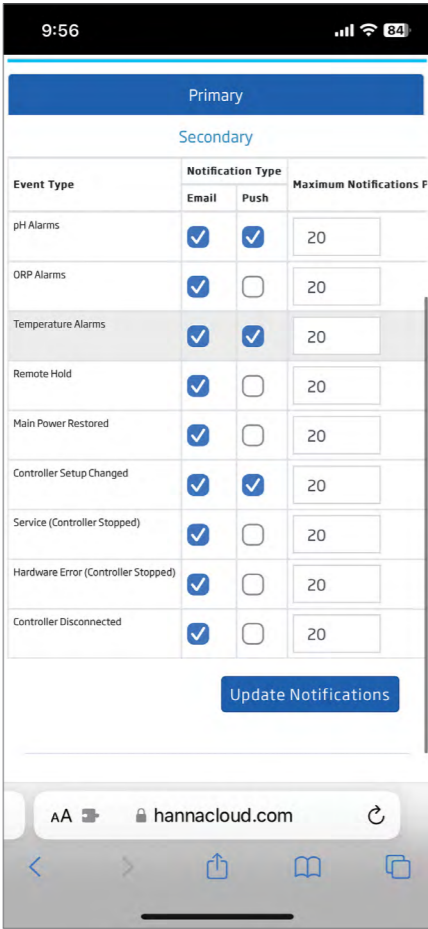 9:56
84
Primary
Secondary
Event Type
Notification Type
Maximum Notifications P
Email Push
pH Alarms
20
ORP Alarms
20
Temperature Alarms
20
Remote Hold
20
Main Power Restored
20
Controller Setup Changed
20
Service (Controller Stopped)
20
Hardware Error (Controller Stopped)
20
Controller Disconnected
20
Update Notifications
AA hannacloud.com